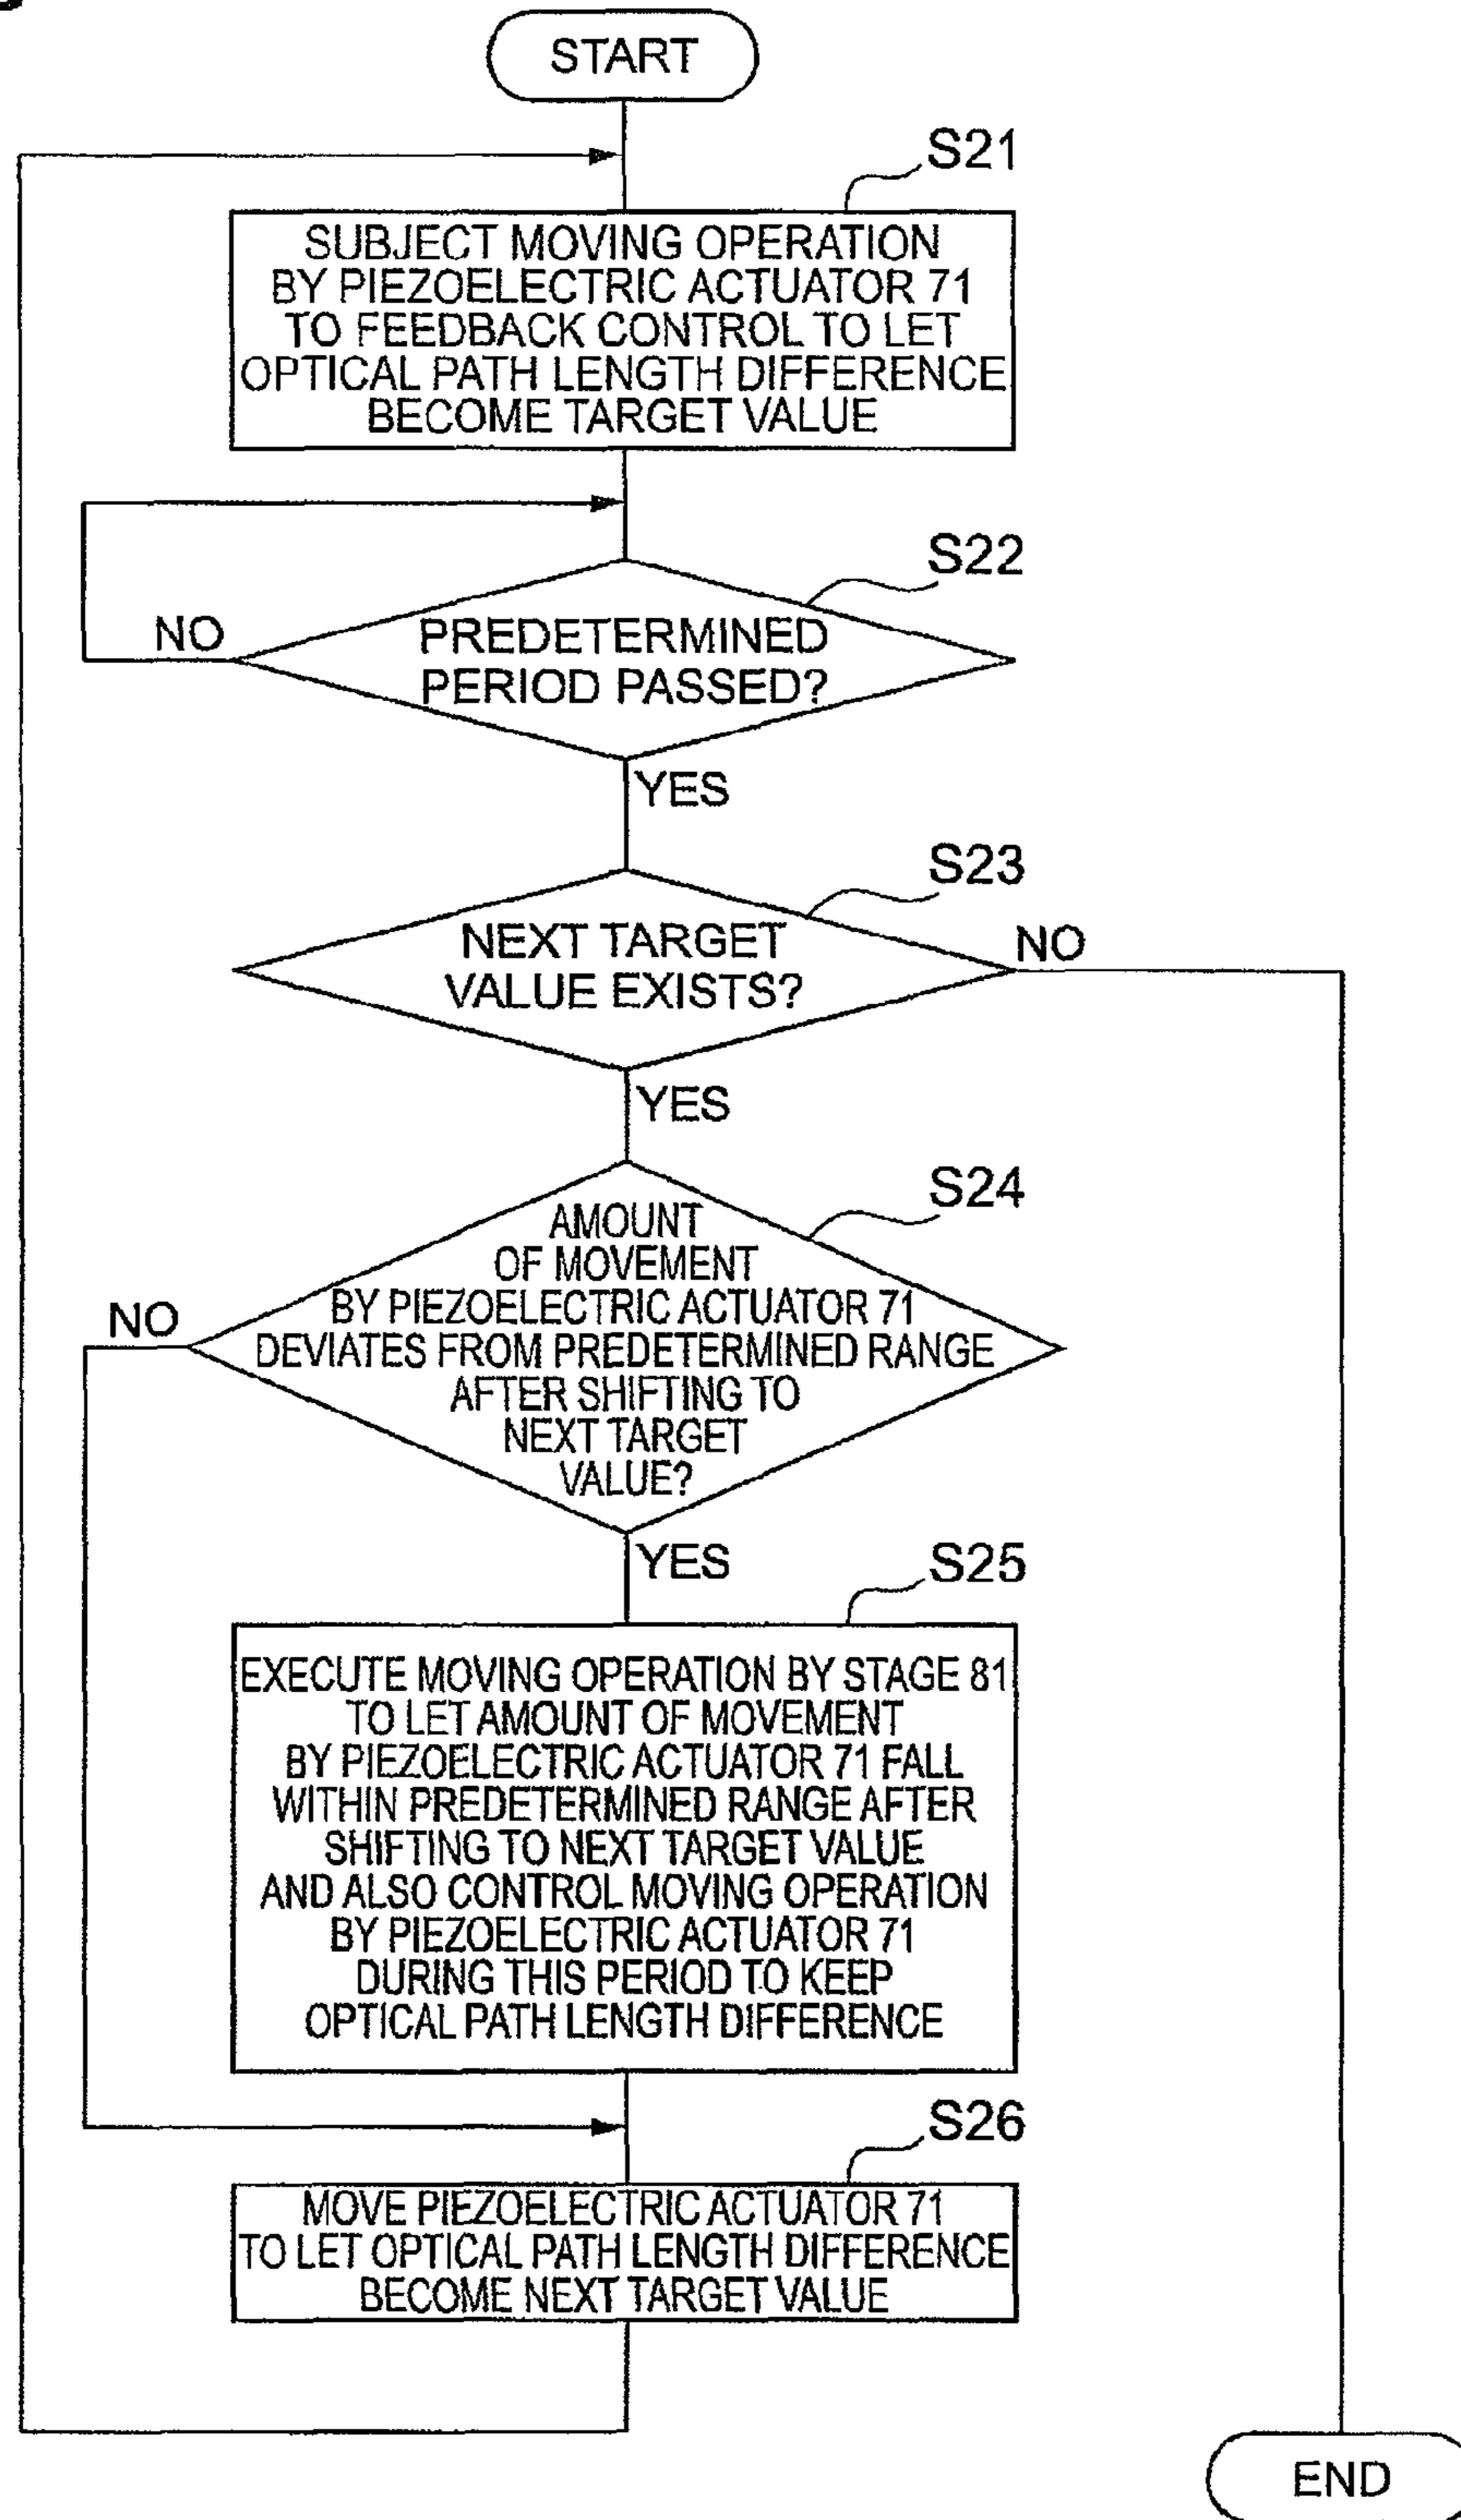 START
S21
SUBJECT MOVING OPERATION
BY PIEZOELECTRIC ACTUATOR 71
TO FEEDBACK CONTROL TO LET
OPTICAL PATH LENGTH DIFFERENCE
BECOME TARGET VALUE
S22
NO
PREDETERMINED
PERIOD PASSED?
YES
S23
NEXT TARGET
VALUE EXISTS?
NO
YES
S24
AMOUNT
OF MOVEMENT
BY PIEZOELECTRIC ACTUATOR 71
DEVIATES FROM PREDETERMINED RANGE
AFTER SHIFTING TO
NEXT TARGET
VALUE?
NO
YES
S25
EXECUTE MOVING OPERATION BY STAGE 81
TO LET AMOUNT OF MOVEMENT
BY PIEZOELECTRIC ACTUATOR 71 FALL
WITHIN PREDETERMINED RANGE AFTER
SHIFTING TO NEXT TARGET VALUE
AND ALSO CONTROL MOVING OPERATION
BY PIEZOELECTRIC ACTUATOR 71
DURING THIS PERIOD TO KEEP
OPTICAL PATH LENGTH DIFFERENCE
S26
MOVE PIEZOELECTRIC ACTUATOR 71
TO LET OPTICAL PATH LENGTH DIFFERENCE
BECOME NEXT TARGET VALUE
END